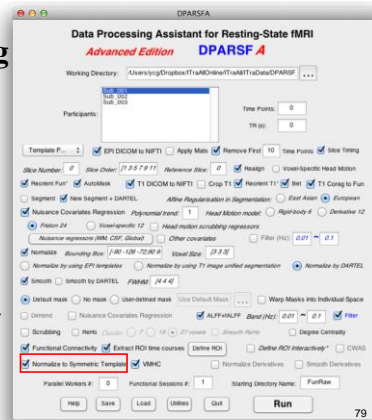 DPARSFA
Data Processing Assistant for Resting-State fMRI
Advanced Edition DPARSF A
Working Directory: /Users/ycg/Dropbox/ITraAllOnline/ITraAll/ITraData/DPARSF ...
Participants: Sub_001
Sub_002
Sub_003
Time Points: 0
TR (s): 0
Template P... EPI DICOM to NIFTI Apply Mats Remove First 10 Time Points Slice Timing
Slice Number: 0 Slice Order: [1 3 5 7 9 11 Reference Slice: 0 Realign Voxel-Specific Head Motion
Reorient Fun* AutoMask T1 DICOM to NIFTI Crop T1 Reorient T1* Bet T1 Coreg to Fun
Segment New Segment + DARTEL Affine Regularisation in Segmentation: East Asian European
Nuisance Covariates Regression Polynomial trend: 1 Head Motion model: Rigid-body 6 Derivative 12
Friston 24 Voxel-specific 12 Head motion scrubbing regressors
Nuisance regressors (WM, CSF, Global) Other covariates Filter (Hz): 0.01 ~ 0.1
Normalize Bounding Box: [-90 -126 -72;90 9 Voxel Size: [3 3 3]
Normalize by using EPI templates Normalize by using T1 image unified segmentation Normalize by DARTEL
Smooth Smooth by DARTEL FWHM: [4 4 4]
Default mask No mask User-defined mask Use Default Mask ... Warp Masks into Individual Space
Detrend Nuisance Covariates Regression ALFF+fALFF Band (Hz): 0.01 ~ 0.1 Filter
Scrubbing ReHo Cluster: 7 19 27 voxels Smooth ReHo Degree Centrality
Functional Connectivity Extract ROI time courses Define ROI Define ROI Interactively* CWAS
Normalize to Symmetric Template VMHC Normalize Derivatives Smooth Derivatives
Parallel Workers #: 0 Functional Sessions #: 1 Starting Directory Name: FunRaw
Help Save Load Utilities Quit Run
79